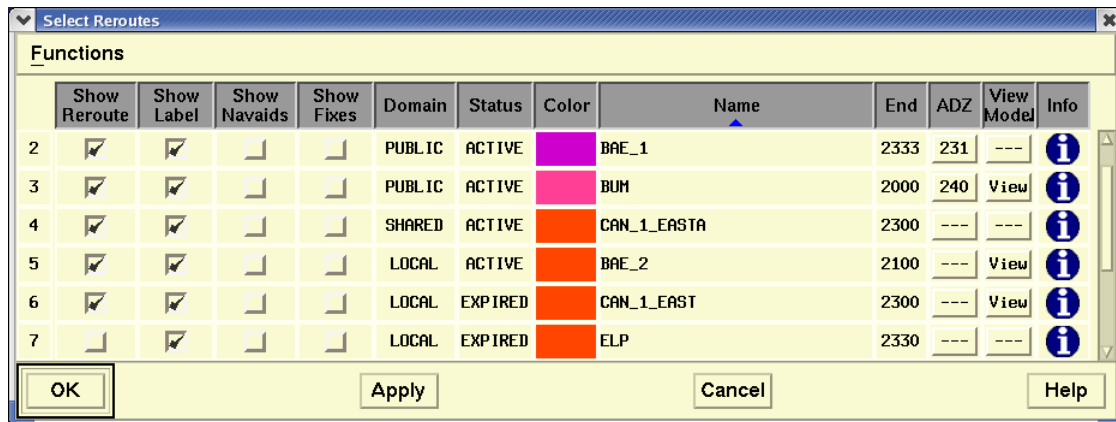 Select Reroutes
Functions
Show Reroute Show Label Show Navaids Show Fixes Domain Status Color Name End ADZ View Model Info
2 PUBLIC ACTIVE BAE_1 2333 231 --- i
3 PUBLIC ACTIVE BUM 2000 240 View i
4 SHARED ACTIVE CAN_1_EASTA 2300 --- --- i
5 LOCAL ACTIVE BAE_2 2100 --- View i
6 LOCAL EXPIRED CAN_1_EAST 2300 --- View i
7 LOCAL EXPIRED ELP 2330 --- --- i
OK Apply Cancel Help